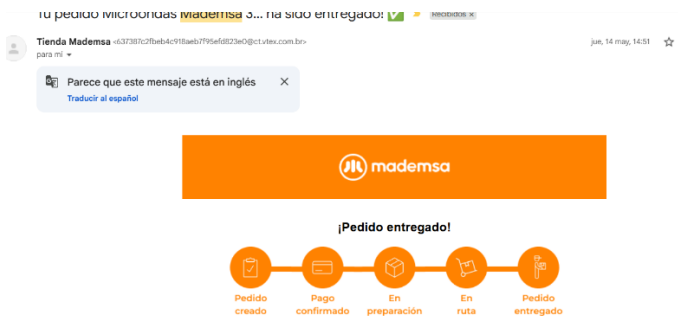 Tu pedido Microondas Mademsa 3... ha sido entregado! Recibidos x
Tienda Mademsa <637387c2fbeb4c918aeb7f95efd823e0@ct.vtex.com.br>
jue, 14 may, 14:51
para mí
Parece que este mensaje está en inglés
Traducir al español
mademsa
¡Pedido entregado!
Pedido creado
Pago confirmado
En preparación
En ruta
Pedido entregado